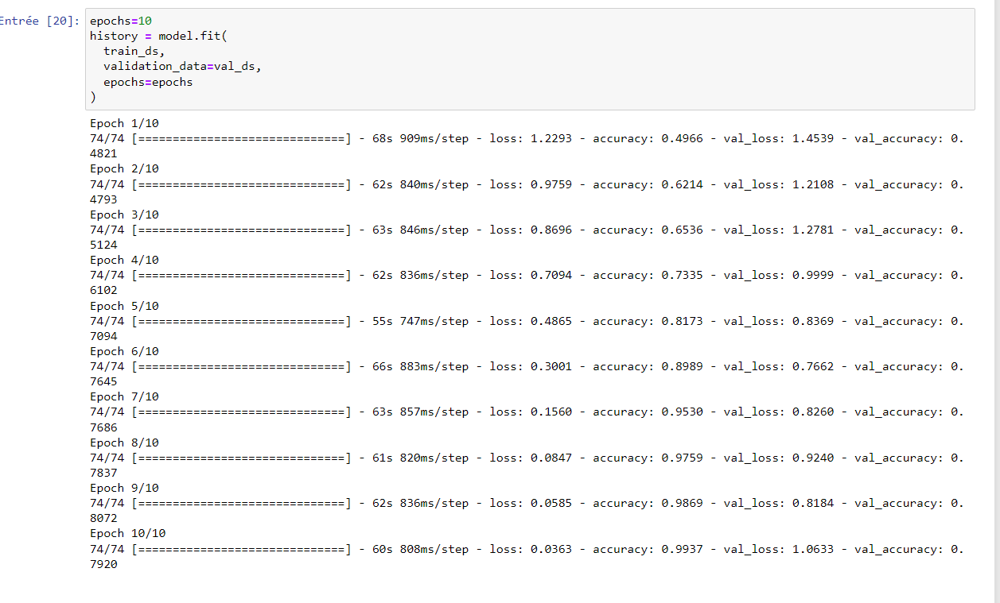 Entrée [20]: epochs=10
history = model.fit(
  train_ds,
  validation_data=val_ds,
  epochs=epochs
)
Epoch 1/10
74/74 [==============================] - 68s 909ms/step - loss: 1.2293 - accuracy: 0.4966 - val_loss: 1.4539 - val_accuracy: 0.
4821
Epoch 2/10
74/74 [==============================] - 62s 840ms/step - loss: 0.9759 - accuracy: 0.6214 - val_loss: 1.2108 - val_accuracy: 0.
4793
Epoch 3/10
74/74 [==============================] - 63s 846ms/step - loss: 0.8696 - accuracy: 0.6536 - val_loss: 1.2781 - val_accuracy: 0.
5124
Epoch 4/10
74/74 [==============================] - 62s 836ms/step - loss: 0.7094 - accuracy: 0.7335 - val_loss: 0.9999 - val_accuracy: 0.
6102
Epoch 5/10
74/74 [==============================] - 55s 747ms/step - loss: 0.4865 - accuracy: 0.8173 - val_loss: 0.8369 - val_accuracy: 0.
7094
Epoch 6/10
74/74 [==============================] - 66s 883ms/step - loss: 0.3001 - accuracy: 0.8989 - val_loss: 0.7662 - val_accuracy: 0.
7645
Epoch 7/10
74/74 [==============================] - 63s 857ms/step - loss: 0.1560 - accuracy: 0.9530 - val_loss: 0.8260 - val_accuracy: 0.
7686
Epoch 8/10
74/74 [==============================] - 61s 820ms/step - loss: 0.0847 - accuracy: 0.9759 - val_loss: 0.9240 - val_accuracy: 0.
7837
Epoch 9/10
74/74 [==============================] - 62s 836ms/step - loss: 0.0585 - accuracy: 0.9869 - val_loss: 0.8184 - val_accuracy: 0.
8072
Epoch 10/10
74/74 [==============================] - 60s 808ms/step - loss: 0.0363 - accuracy: 0.9937 - val_loss: 1.0633 - val_accuracy: 0.
7920